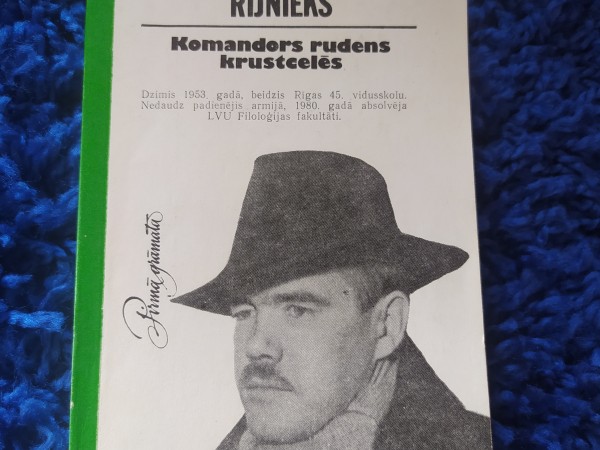 RIJNIEKS
Komandors rudens
krustcelēs
Dzimis 1953. gadā, beidzis Rīgas 45. vidusskolu.
Nedaudz padienējis armijā, 1980. gadā absolvēja
LVU Filoloģijas fakultāti.
Pirmā grāmata